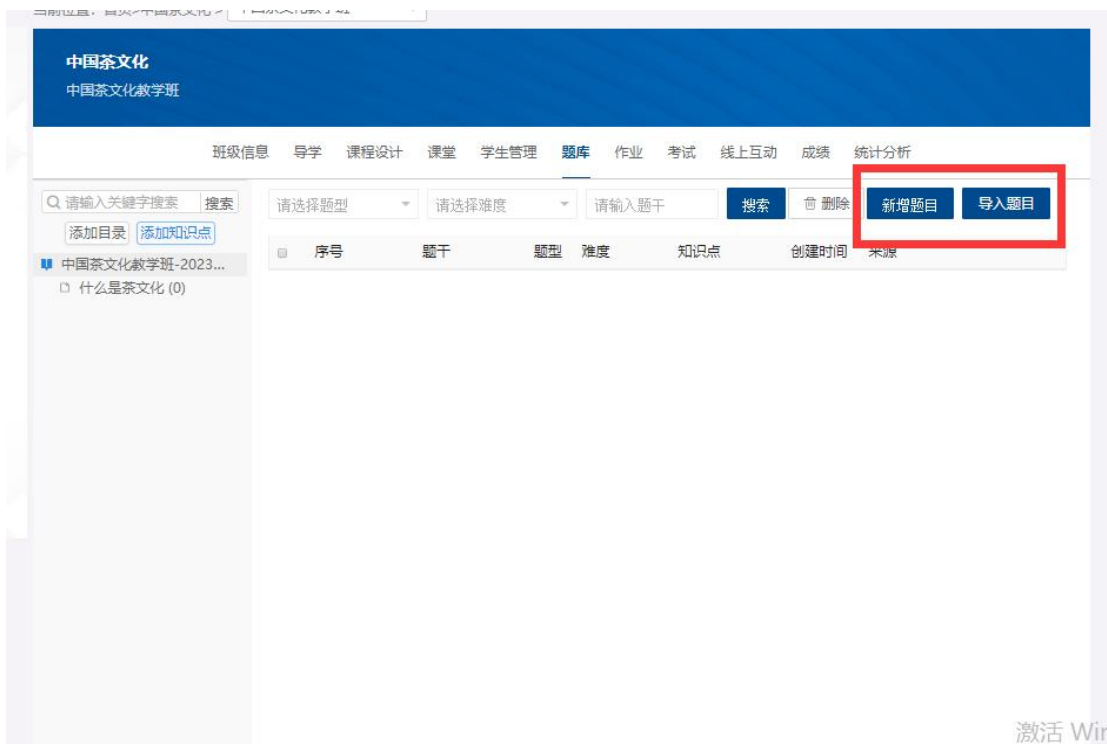 中国茶文化
中国茶文化教学班
班级信息 导学 课程设计 课堂 学生管理 题库 作业 考试 线上互动 成绩 统计分析
请输入关键字搜索 搜索 请选择题型 请选择难度 请输入题干 搜索 删除 新增题目 导入题目
添加目录 添加知识点
序号 题干 题型 难度 知识点 创建时间 来源
中国茶文化教学班-2023...
什么是茶文化 (0)
激活 Win